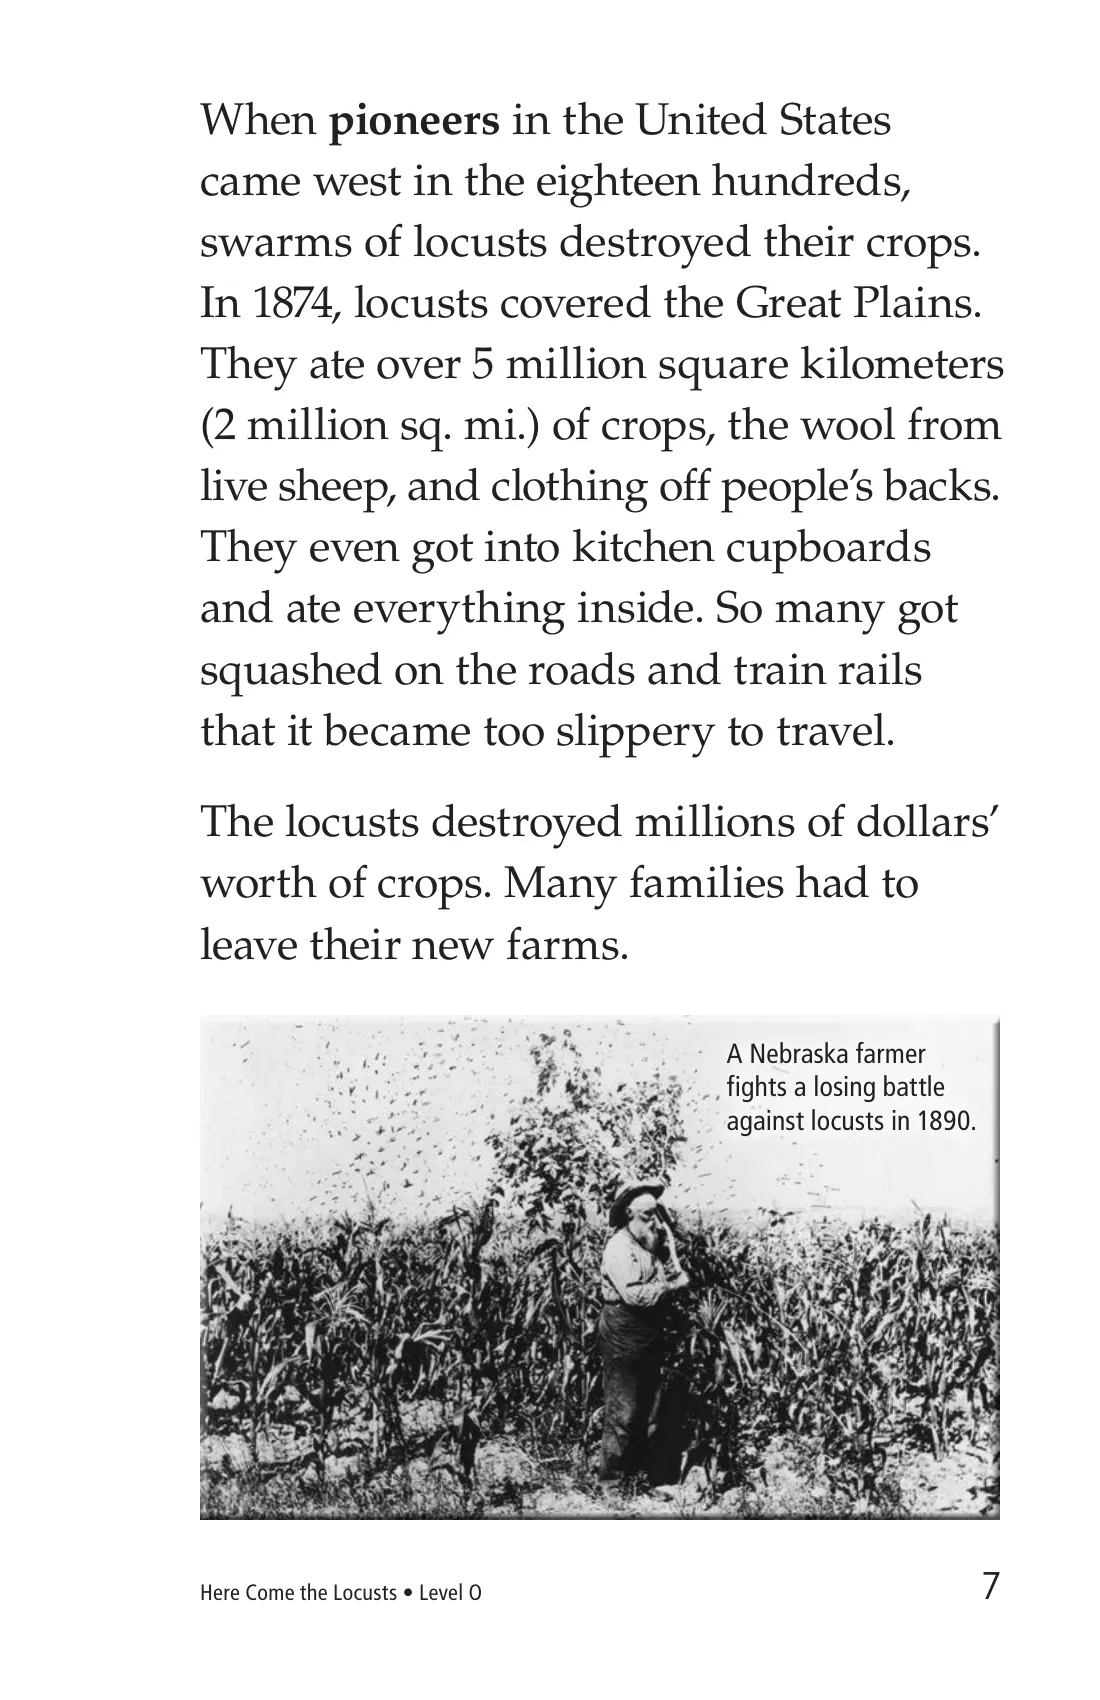 When pioneers in the United States
came west in the eighteen hundreds,
swarms of locusts destroyed their crops.
In 1874, locusts covered the Great Plains.
They ate over 5 million square kilometers
(2 million sq. mi.) of crops, the wool from
live sheep, and clothing off people’s backs.
They even got into kitchen cupboards
and ate everything inside. So many got
squashed on the roads and train rails
that it became too slippery to travel.
The locusts destroyed millions of dollars’
worth of crops. Many families had to
leave their new farms.
A Nebraska farmer
fights a losing battle
against locusts in 1890.
Here Come the Locusts • Level O
7